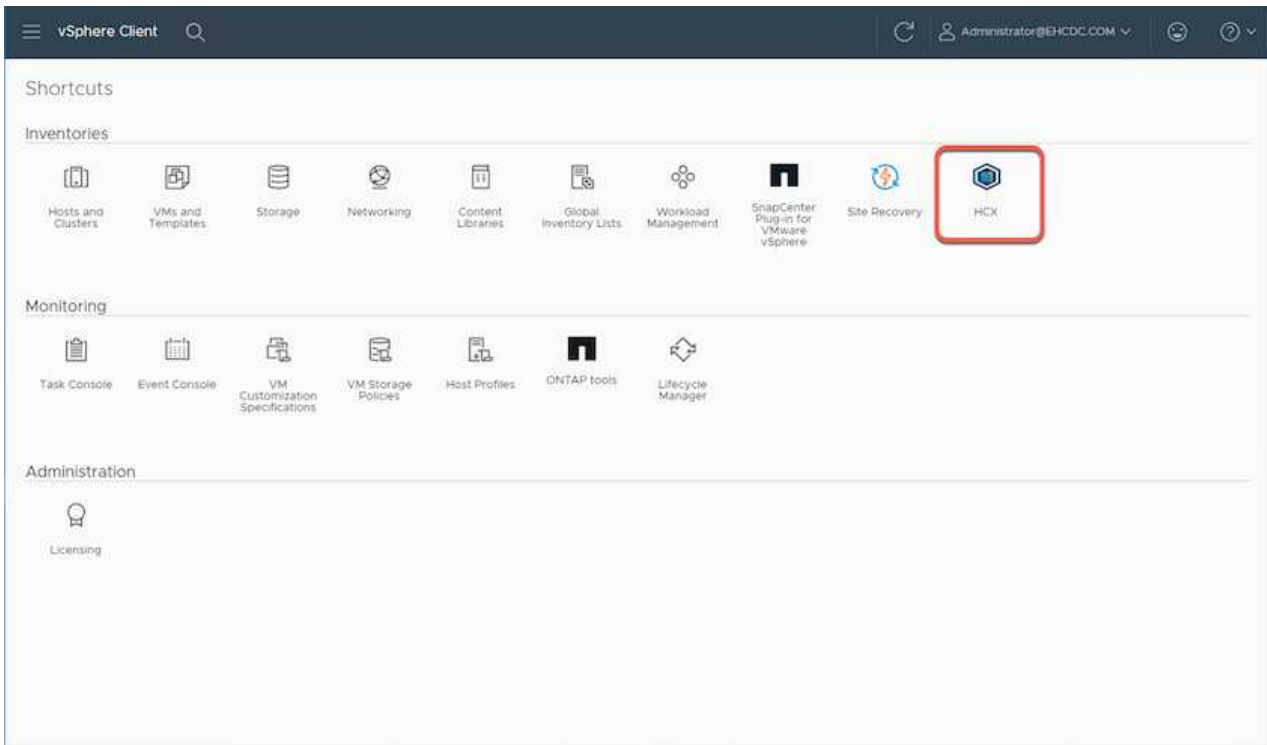 vSphere Client
Administrator@EHCDC.COM
Shortcuts
Inventories
Hosts and
Clusters
VMs and
Templates
Storage
Networking
Content
Libraries
Global
Inventory Lists
Workload
Management
SnapCenter
Plug-in for
VMware
vSphere
Site Recovery
HCX
Monitoring
Task Console
Event Console
VM
Customization
Specifications
VM Storage
Policies
Host Profiles
ONTAP tools
Lifecycle
Manager
Administration
Licensing